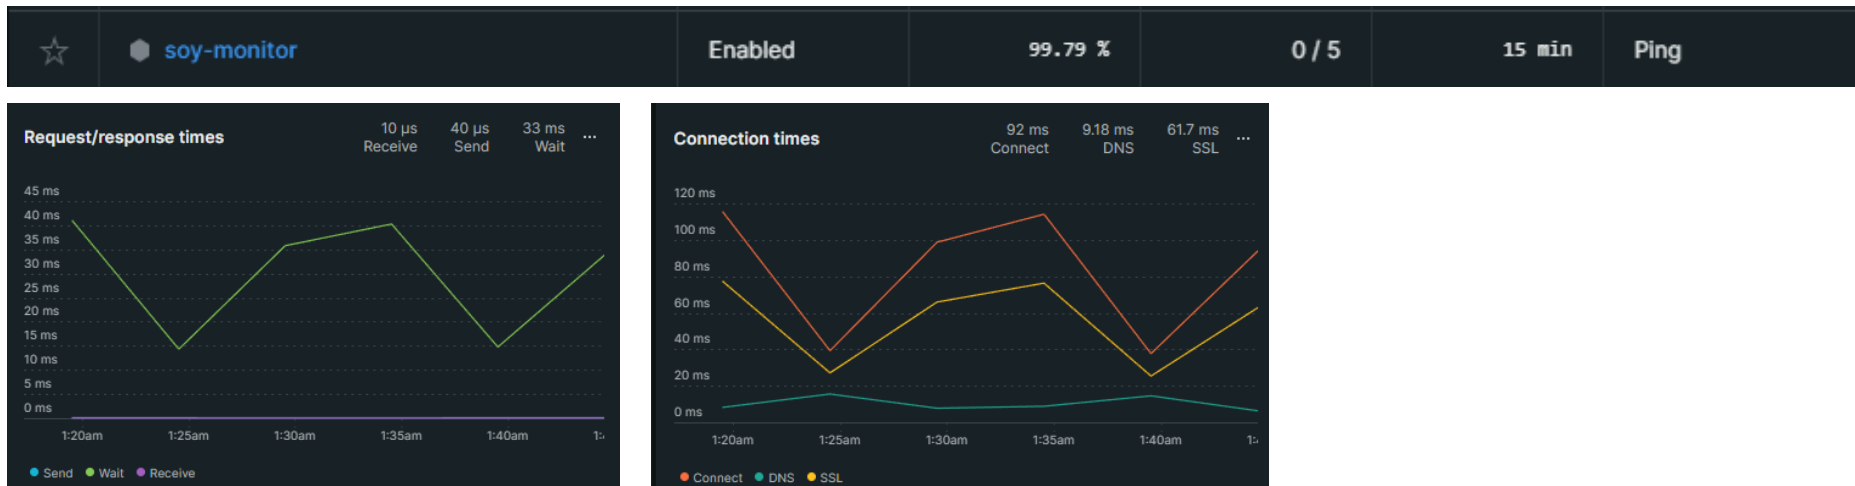 soy-monitor Enabled 99.79 % 0 / 5 15 min Ping
Request/response times
10 µs 40 µs 33 ms ...
Receive Send Wait
45 ms
40 ms
35 ms
30 ms
25 ms
20 ms
15 ms
10 ms
5 ms
0 ms
1:20am 1:25am 1:30am 1:35am 1:40am
Send Wait Receive
Connection times
92 ms 9.18 ms 61.7 ms ...
Connect DNS SSL
120 ms
100 ms
80 ms
60 ms
40 ms
20 ms
0 ms
1:20am 1:25am 1:30am 1:35am 1:40am
Connect DNS SSL